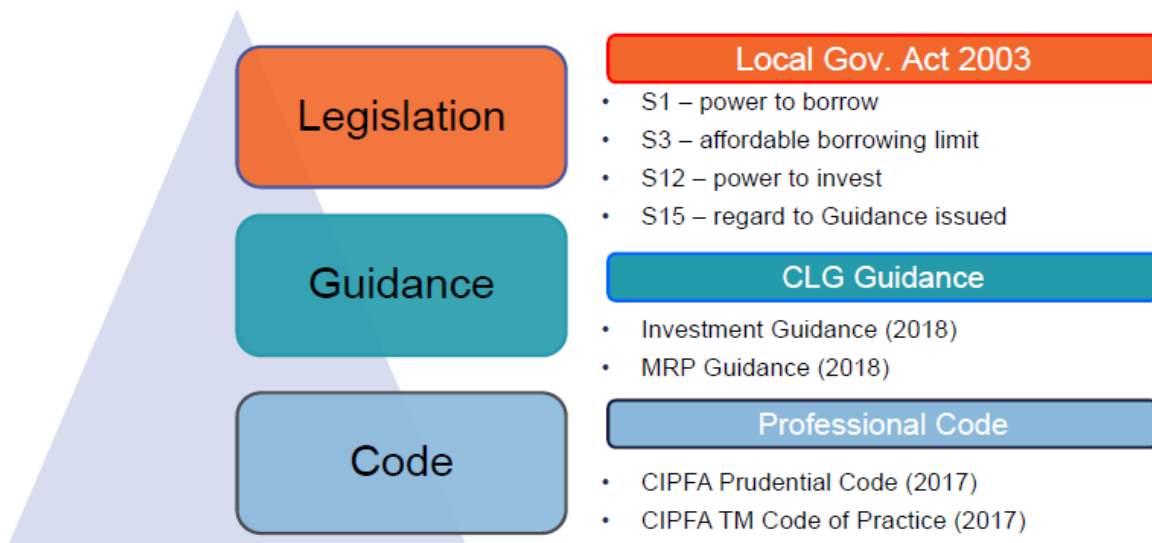 Legislation
Local Gov. Act 2003
• S1 – power to borrow
• S3 – affordable borrowing limit
• S12 – power to invest
• S15 – regard to Guidance issued
Guidance
CLG Guidance
• Investment Guidance (2018)
• MRP Guidance (2018)
Code
Professional Code
• CIPFA Prudential Code (2017)
• CIPFA TM Code of Practice (2017)